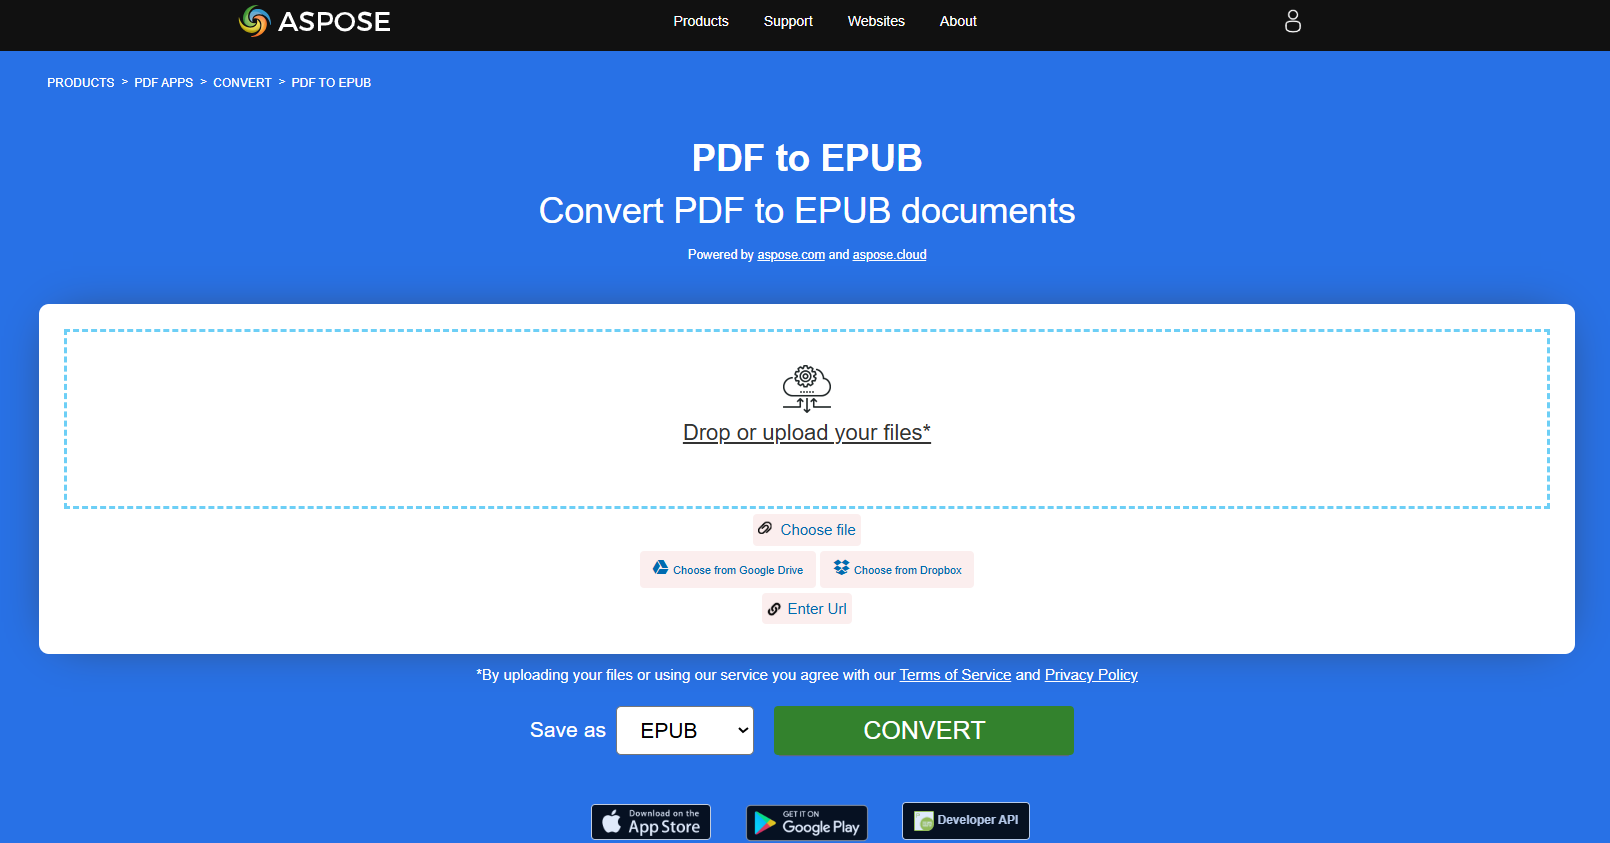 ASPOSE
Products Support Websites About
PRODUCTS > PDF APPS > CONVERT > PDF TO EPUB
PDF to EPUB
Convert PDF to EPUB documents
Powered by aspose.com and aspose.cloud
Drop or upload your files*
Choose file
Choose from Google Drive Choose from Dropbox
Enter Url
*By uploading your files or using our service you agree with our Terms of Service and Privacy Policy
Save as EPUB CONVERT
Download on the
App Store
GET IT ON
Google Play
Developer API